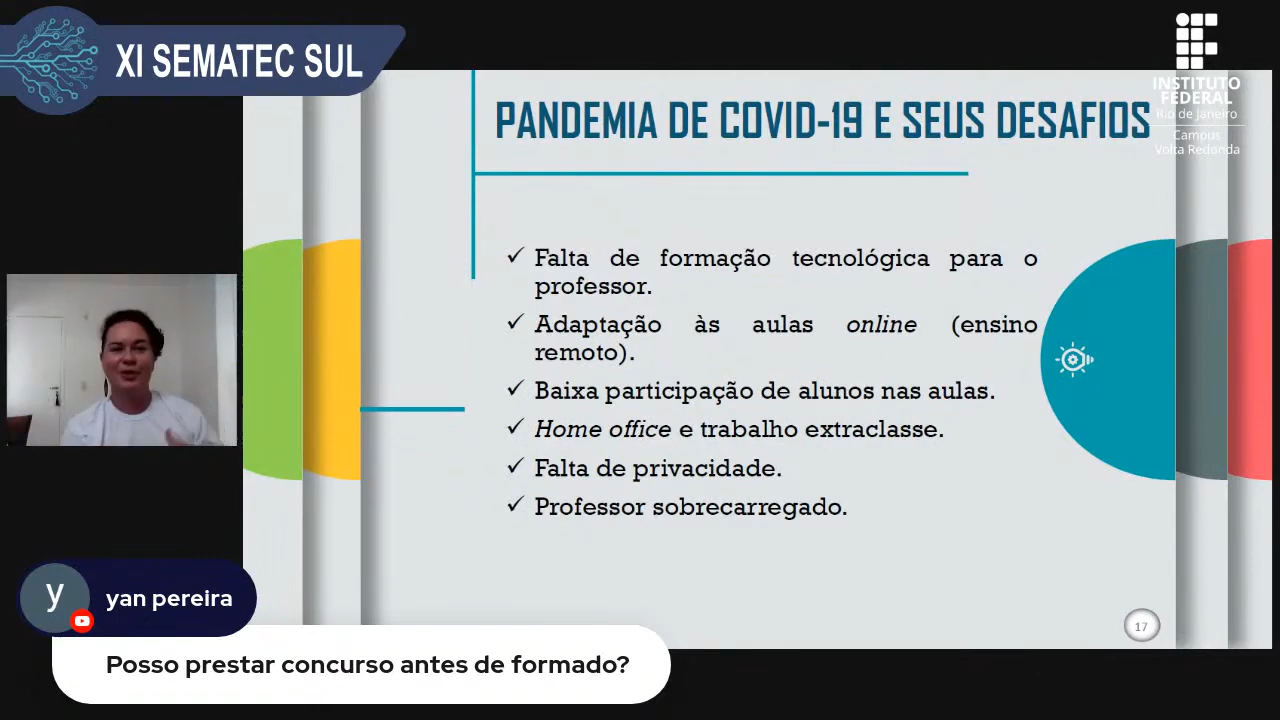 XI SEMATEC SUL
INSTITUTO
FEDERAL
Rio de Janeiro
Campus
Volta Redonda
PANDEMIA DE COVID-19 E SEUS DESAFIOS
✓ Falta de formação tecnológica para o
professor.
✓ Adaptação às aulas online (ensino
remoto).
✓ Baixa participação de alunos nas aulas.
✓ Home office e trabalho extraclasse.
✓ Falta de privacidade.
✓ Professor sobrecarregado.
17
y
yan pereira
Posso prestar concurso antes de formado?